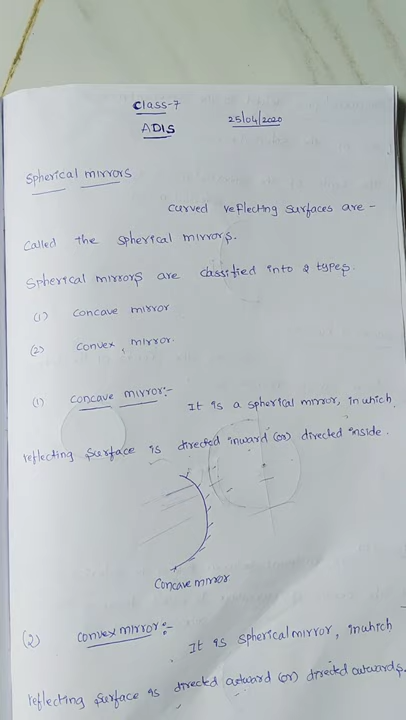 Class-7
ADIS
25/04/2020
Spherical mirrors
Curved reflecting surfaces are -
called the spherical mirrors.
Spherical mirrors are classified into 2 types.
(1) concave mirror
(2) convex mirror.
(1) concave mirror:-
It is a spherical mirror, in which
reflecting surface is directed inward (or) directed inside.
Concave mirror
(2) convex mirror:-
It is spherical mirror, in which
reflecting surface is directed outward (or) directed outwards.